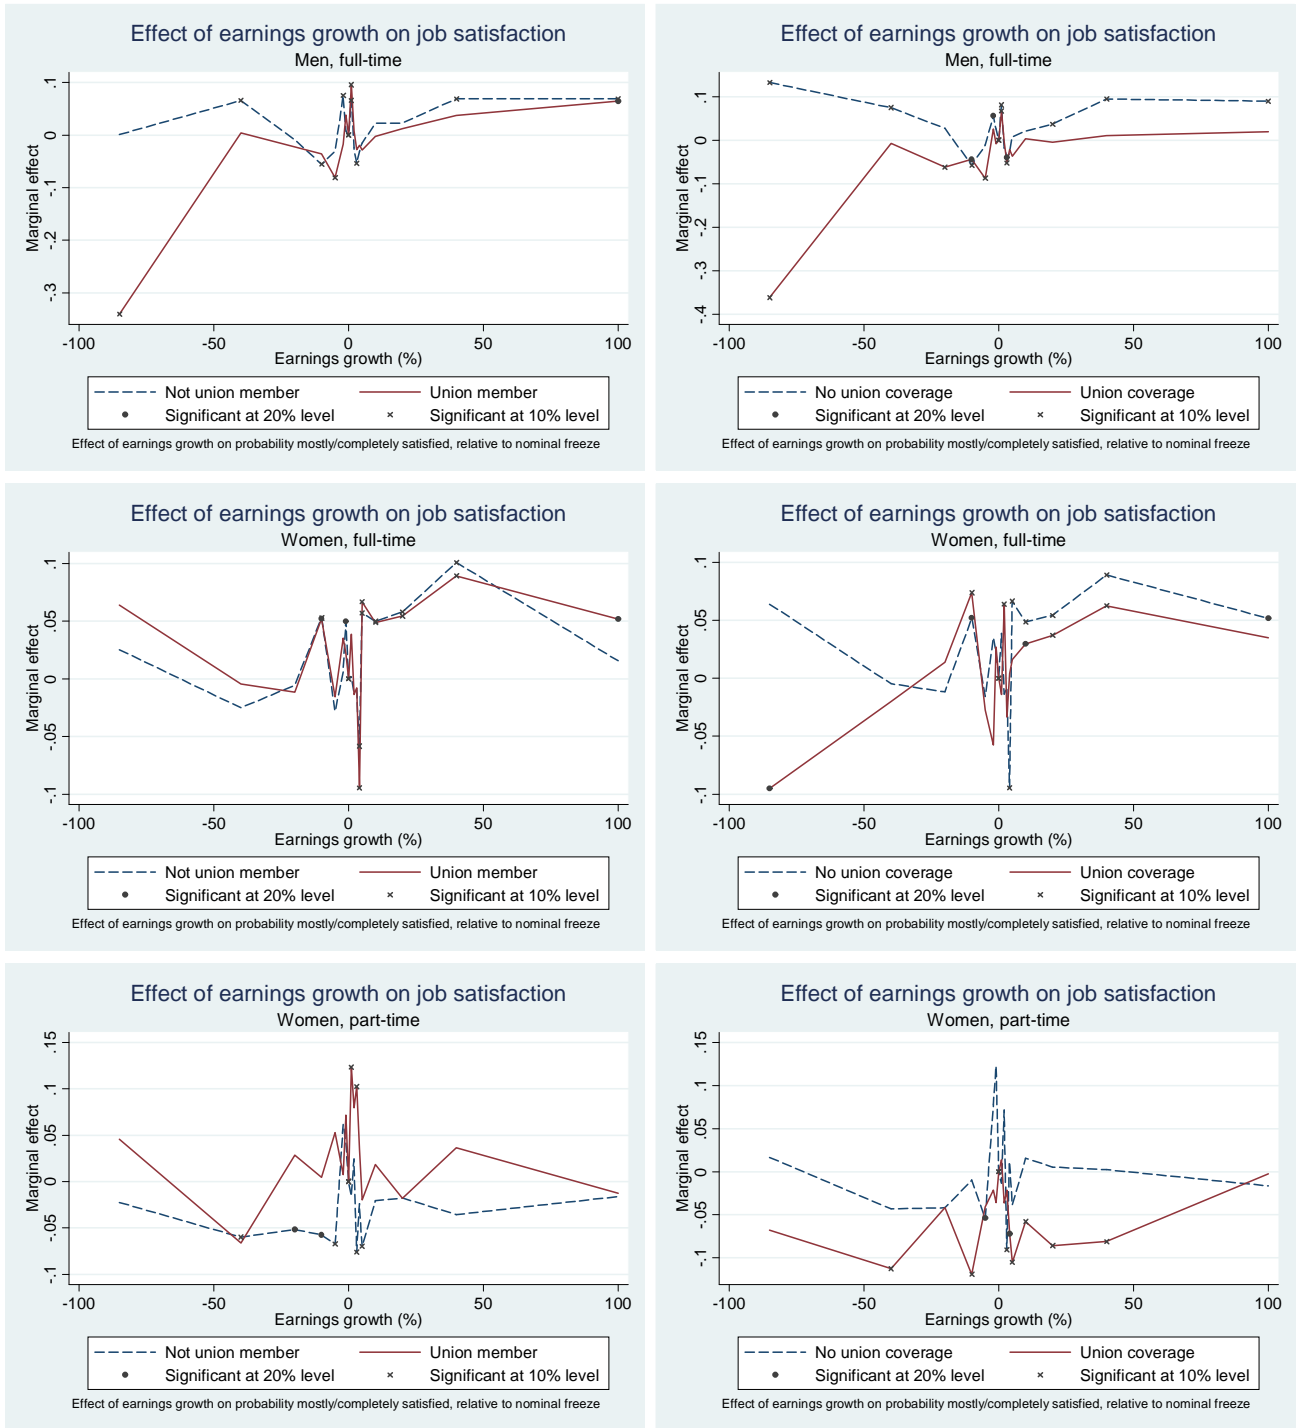 Effect of earnings growth on job satisfaction
Men, full-time
Marginal effect
.1
0
-.1
-.2
-.3
-100 -50 0 50 100
Earnings growth (%)
Not union member Union member
Significant at 20% level Significant at 10% level
Effect of earnings growth on probability mostly/completely satisfied, relative to nominal freeze
Effect of earnings growth on job satisfaction
Men, full-time
Marginal effect
.1
0
-.1
-.2
-.3
-.4
-100 -50 0 50 100
Earnings growth (%)
No union coverage Union coverage
Significant at 20% level Significant at 10% level
Effect of earnings growth on probability mostly/completely satisfied, relative to nominal freeze
Effect of earnings growth on job satisfaction
Women, full-time
Marginal effect
.1
.05
0
-.05
-.1
-100 -50 0 50 100
Earnings growth (%)
Not union member Union member
Significant at 20% level Significant at 10% level
Effect of earnings growth on probability mostly/completely satisfied, relative to nominal freeze
Effect of earnings growth on job satisfaction
Women, full-time
Marginal effect
.1
.05
0
-.05
-.1
-100 -50 0 50 100
Earnings growth (%)
No union coverage Union coverage
Significant at 20% level Significant at 10% level
Effect of earnings growth on probability mostly/completely satisfied, relative to nominal freeze
Effect of earnings growth on job satisfaction
Women, part-time
Marginal effect
.15
.1
.05
0
-.05
-.1
-100 -50 0 50 100
Earnings growth (%)
Not union member Union member
Significant at 20% level Significant at 10% level
Effect of earnings growth on probability mostly/completely satisfied, relative to nominal freeze
Effect of earnings growth on job satisfaction
Women, part-time
Marginal effect
.15
.1
.05
0
-.05
-.1
-100 -50 0 50 100
Earnings growth (%)
No union coverage Union coverage
Significant at 20% level Significant at 10% level
Effect of earnings growth on probability mostly/completely satisfied, relative to nominal freeze